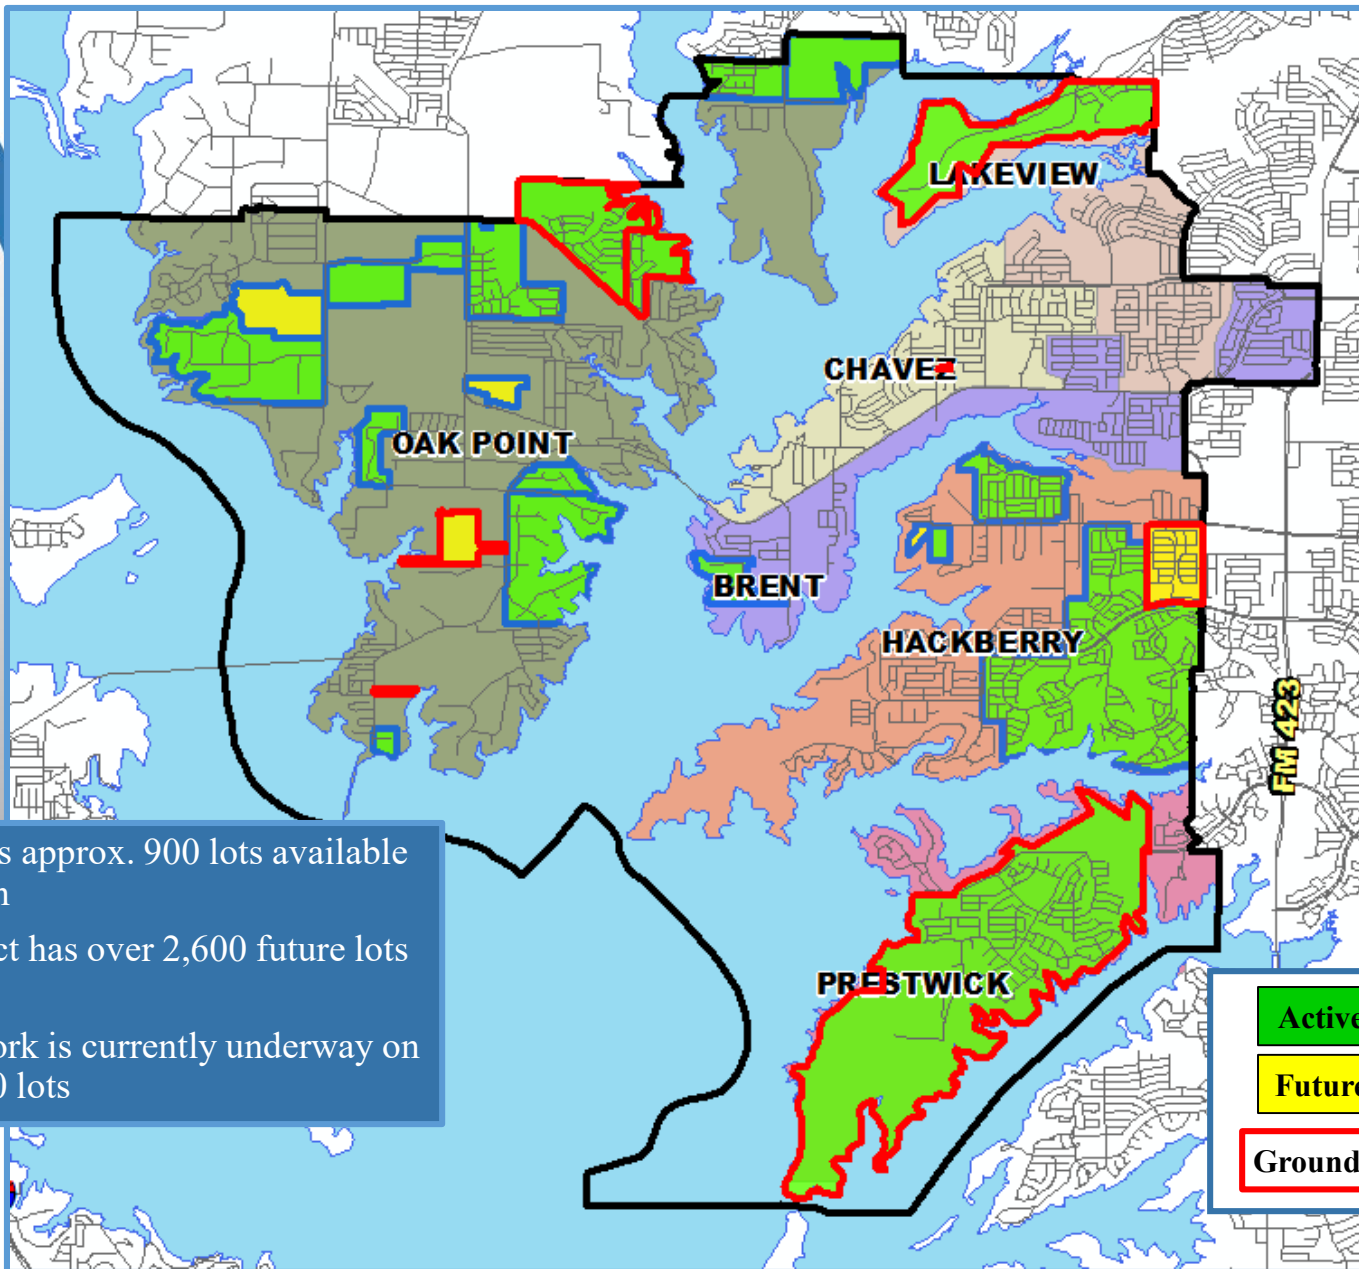 LAKEVIEW
CHAVEZ
OAK POINT
BRENT
HACKBERRY
FM 423
s approx. 900 lots available
n
ct has over 2,600 future lots
ork is currently underway on
0 lots
PRESTWICK
Active
Future
Ground